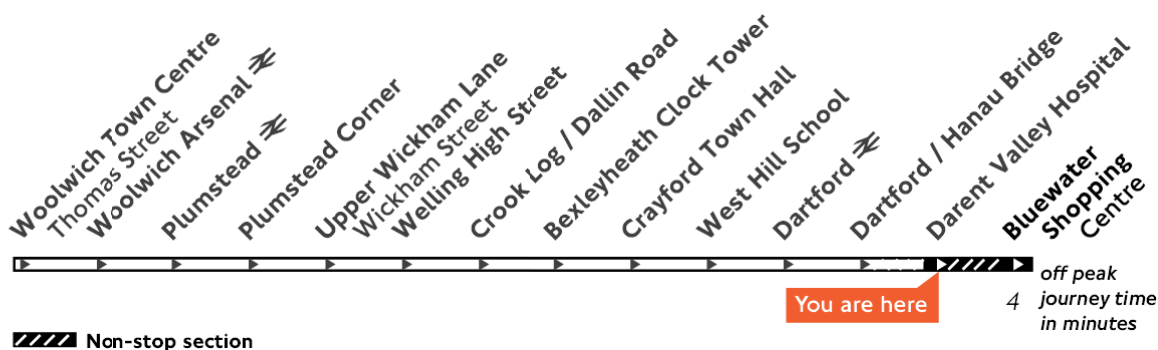 Woolwich Town Centre
Thomas Street
Woolwich Arsenal
Plumstead
Plumstead Corner
Upper Wickham Lane
Wickham Street
Welling High Street
Crook Log / Dallin Road
Bexleyheath Clock Tower
Crayford Town Hall
West Hill School
Dartford
Dartford / Hanau Bridge
Darent Valley Hospital
Bluewater
Shopping
Centre
You are here
4
off peak
journey time
in minutes
Non-stop section